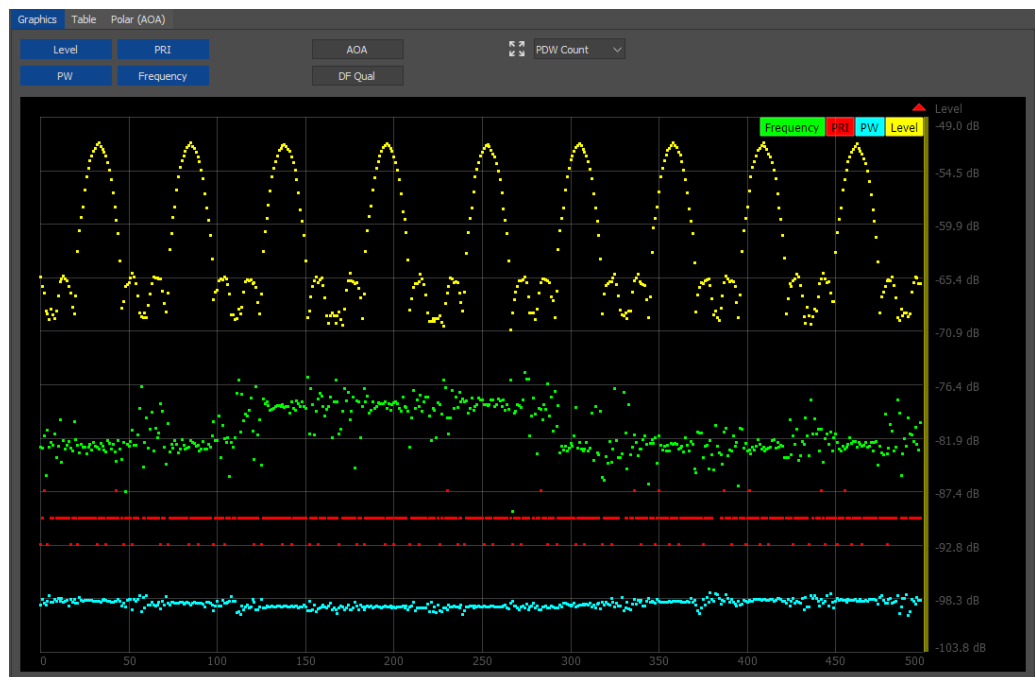 Graphics Table Polar (AOA)
Level PRI AOA PDW Count
PW Frequency DF Qual
Level
Frequency PRI PW Level
-49.0 dB
-54.5 dB
-59.9 dB
-65.4 dB
-70.9 dB
-76.4 dB
-81.9 dB
-87.4 dB
-92.8 dB
-98.3 dB
-103.8 dB
0 50 100 150 200 250 300 350 400 450 500